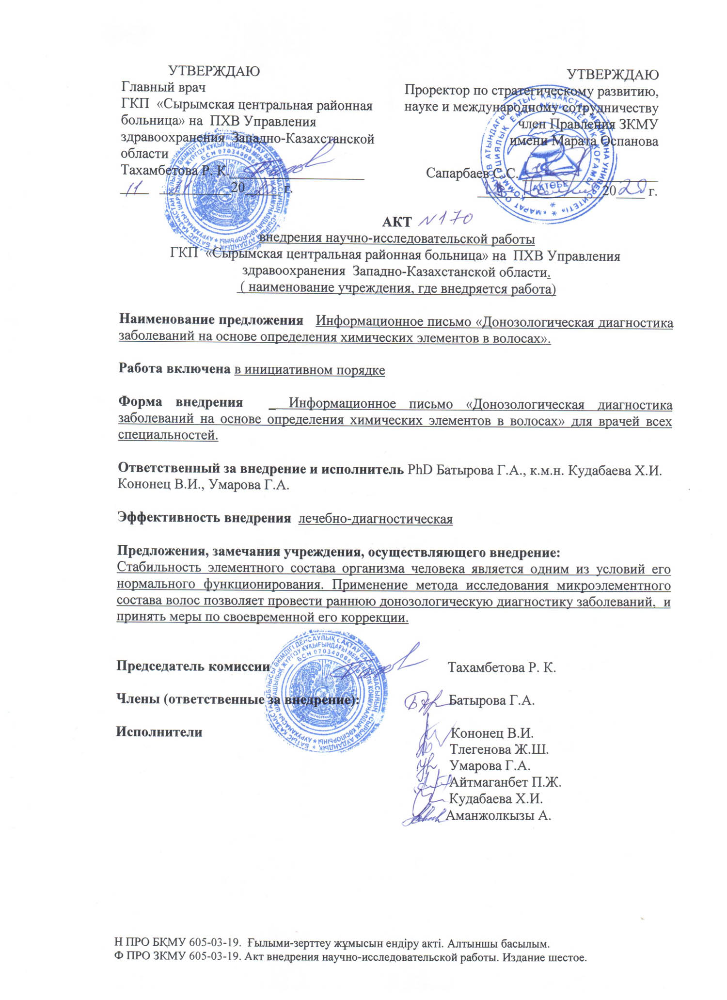 УТВЕРЖДАЮ
Главный врач
ГКП «Сырымская центральная районная
больница» на ПХВ Управления
здравоохранения Западно-Казахстанской
области
Тахамбетова Р. К.
11 11 2020 г.
УТВЕРЖДАЮ
Проректор по стратегическому развитию,
науке и международному сотрудничеству
член Правления ЗКМУ
имени Марата Оспанова
Сапарбаев С.С.
2020 г.
АКТÖБЕ
АКТ N170
внедрения научно-исследовательской работы
ГКП «Сырымская центральная районная больница» на ПХВ Управления
здравоохранения Западно-Казахстанской области.
( наименование учреждения, где внедряется работа)
Наименование предложения Информационное письмо «Донозологическая диагностика
заболеваний на основе определения химических элементов в волосах».
Работа включена в инициативном порядке
Форма внедрения _ Информационное письмо «Донозологическая диагностика
заболеваний на основе определения химических элементов в волосах» для врачей всех
специальностей.
Ответственный за внедрение и исполнитель PhD Батырова Г.А., к.м.н. Кудабаева Х.И.
Кононец В.И., Умарова Г.А.
Эффективность внедрения лечебно-диагностическая
Предложения, замечания учреждения, осуществляющего внедрение:
Стабильность элементного состава организма человека является одним из условий его
нормального функционирования. Применение метода исследования микроэлементного
состава волос позволяет провести раннюю донозологическую диагностику заболеваний, и
принять меры по своевременной его коррекции.
Председатель комиссии Тахамбетова Р. К.
Члены (ответственные за внедрение): Батырова Г.А.
Исполнители Кононец В.И.
Тлегенова Ж.Ш.
Умарова Г.А.
Айтмаганбет П.Ж.
Кудабаева Х.И.
Аманжолкызы А.
Н ПРО БҚМУ 605-03-19. Ғылыми-зерттеу жұмысын ендіру акті. Алтыншы басылым.
Ф ПРО ЗКМУ 605-03-19. Акт внедрения научно-исследовательской работы. Издание шестое.